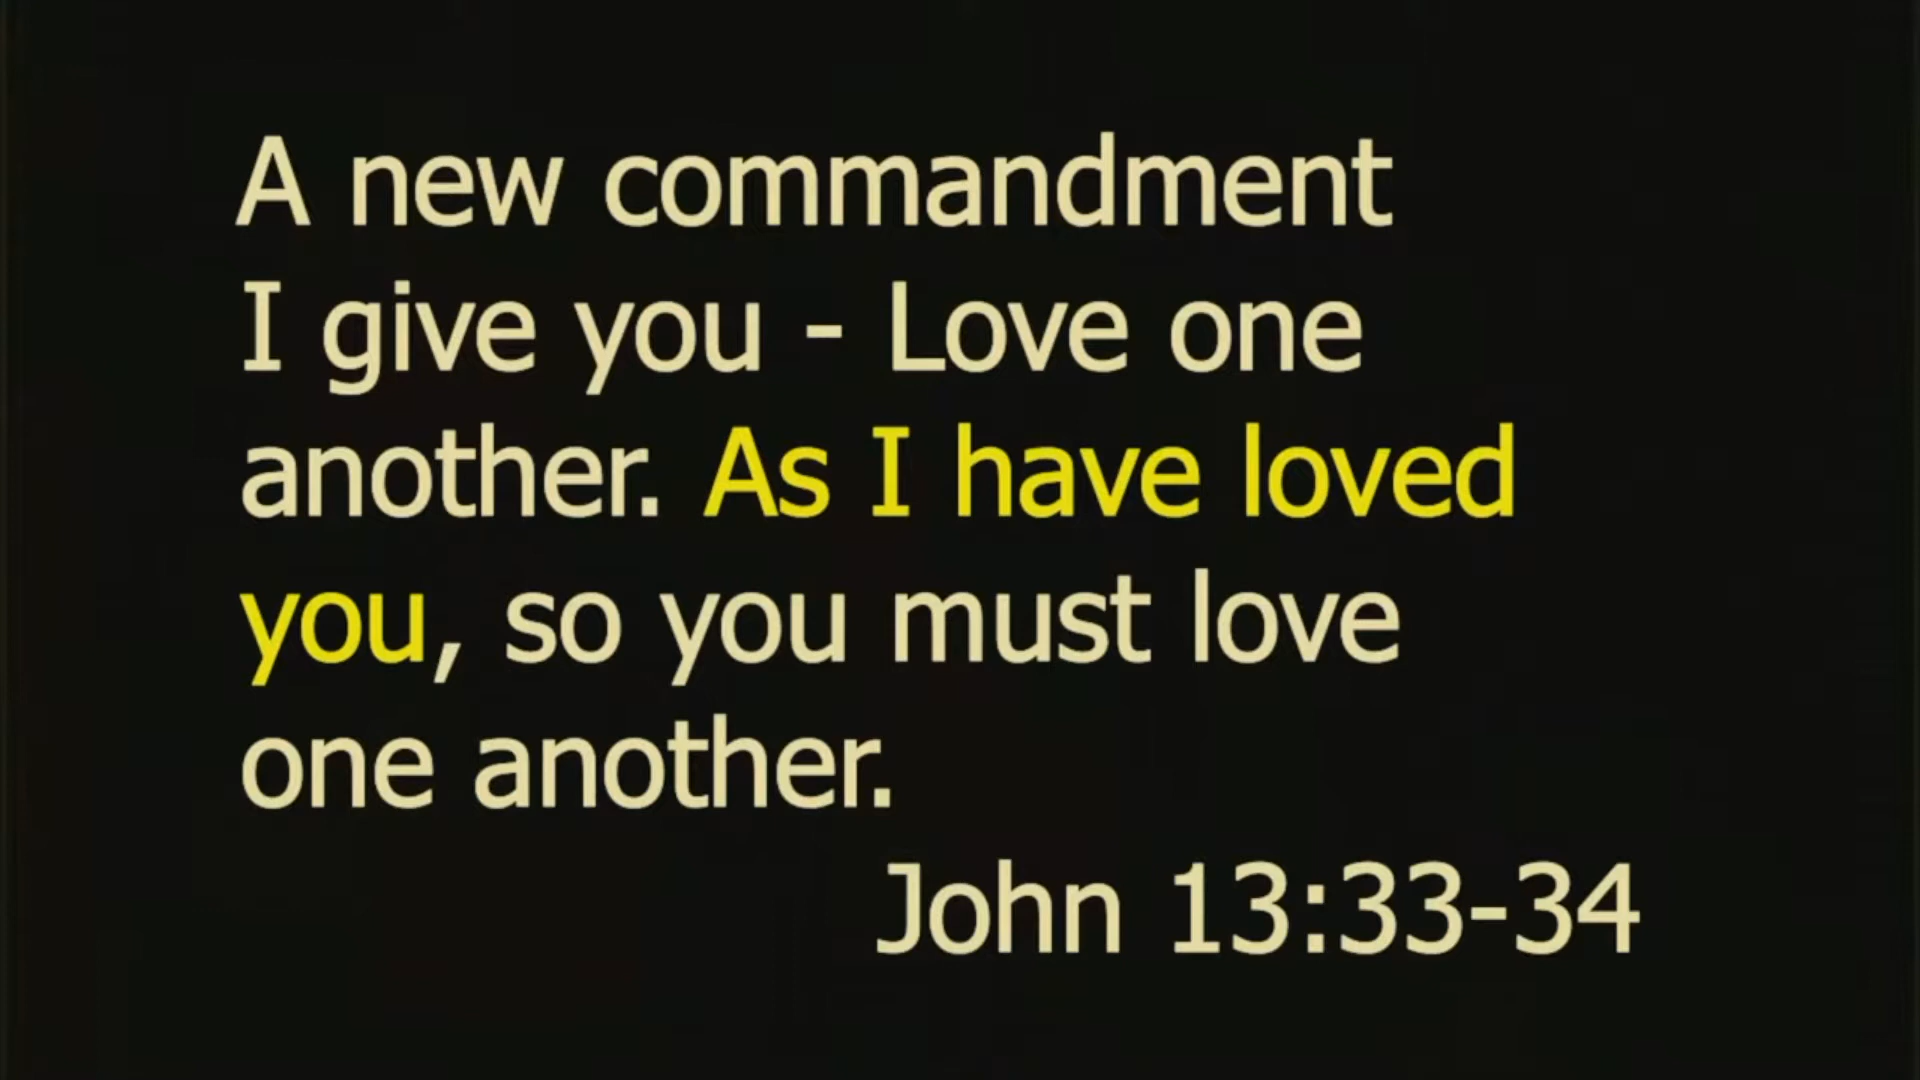 A new commandment
I give you - Love one
another. As I have loved
you, so you must love
one another.
John 13:33-34